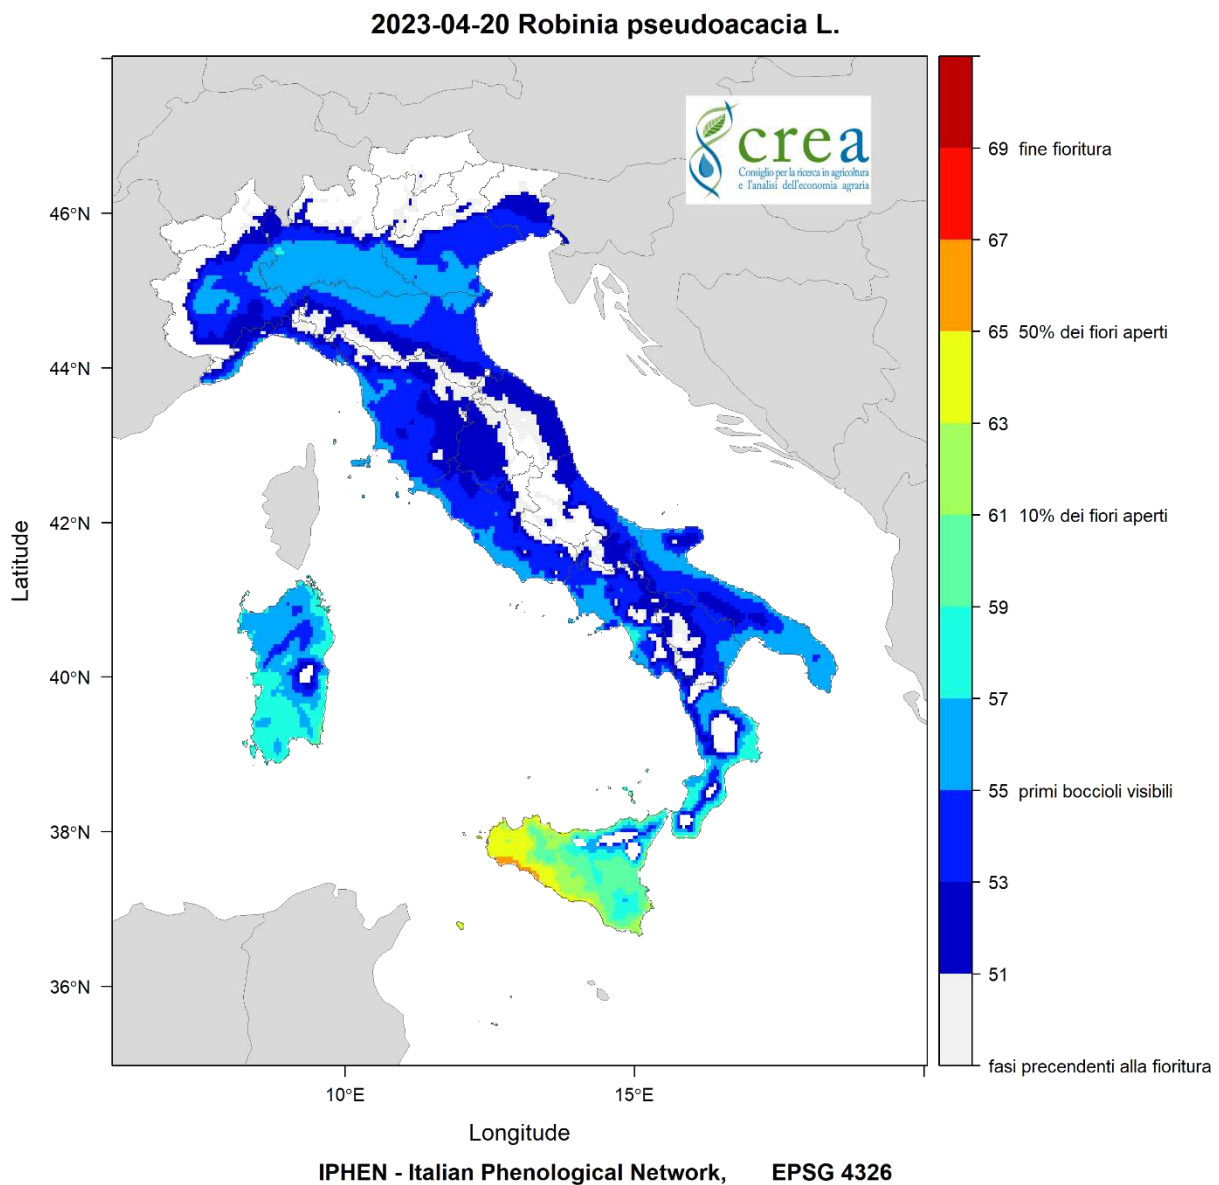 2023-04-20 Robinia pseudoacacia L.
crea
Consiglio per la ricerca in agricoltura
e l'analisi dell'economia agraria
46°N
44°N
42°N
40°N
38°N
36°N
Latitude
10°E
15°E
Longitude
69 fine fioritura
67
65 50% dei fiori aperti
63
61 10% dei fiori aperti
59
57
55 primi boccioli visibili
53
51
fasi precendenti alla fioritura
IPHEN - Italian Phenological Network, EPSG 4326